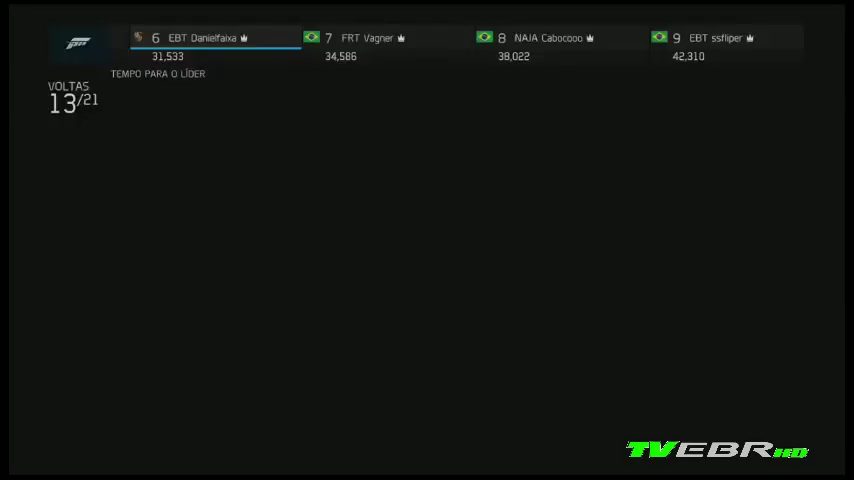 6 EBT Danielfaixa 7 FRT Vagner 8 NAJA Cabocooo 9 EBT ssfliper
31,533 34,586 38,022 42,310
TEMPO PARA O LÍDER
VOLTAS
13/21
TVEBR HD